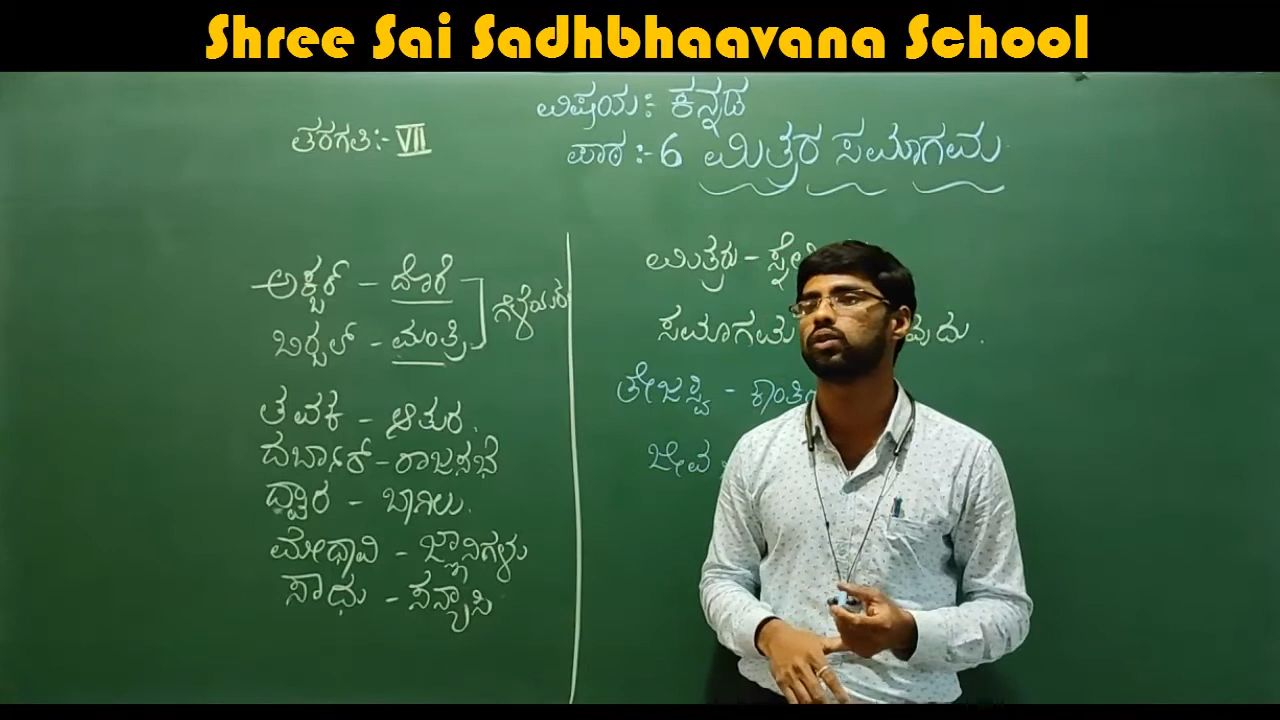 Shree Sai Sadhbhaavana School
ವಿಷಯ:- ಕನ್ನಡ
ತರಗತಿ:- VII
ಪಾಠ :- 6 ಮಿತ್ರರ ಸಮಾಗಮ
ಅಕ್ಬರ್ - ದೊರೆ
ಬೀರ್ಬಲ್ - ಮಂತ್ರಿ
ಗೆಳೆಯರು
ತವಕ - ಆತುರ.
ದರ್ಬಾರ್ - ರಾಜಸಭೆ
ದ್ವಾರ - ಬಾಗಿಲು.
ಮೇಧಾವಿ - ಜ್ಞಾನಿಗಳು
ಸಾಧು - ಸನ್ಯಾಸಿ
ಮಿತ್ರರು -
ಸಮಾಗಮ
ತೇಜಸ್ವಿ -